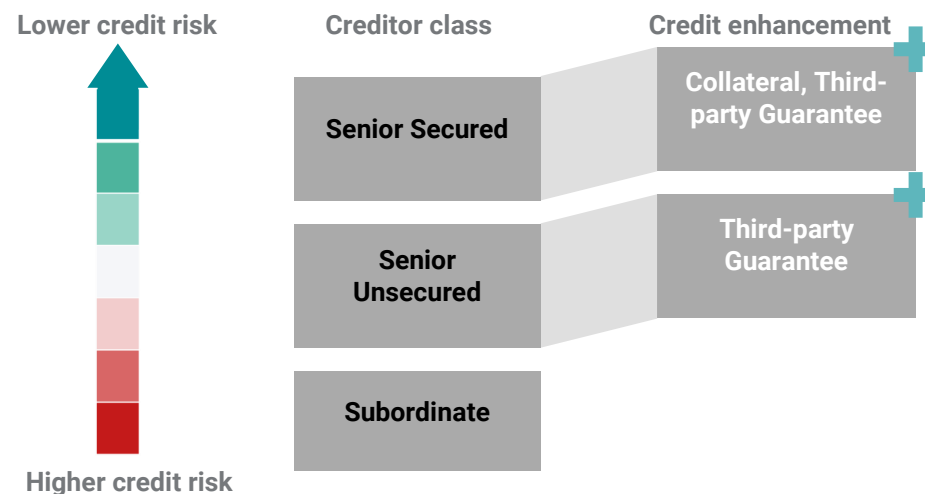 Lower credit risk
Creditor class
Credit enhancement
Senior Secured
Collateral, Third-
party Guarantee
Senior
Unsecured
Third-party
Guarantee
Subordinate
Higher credit risk